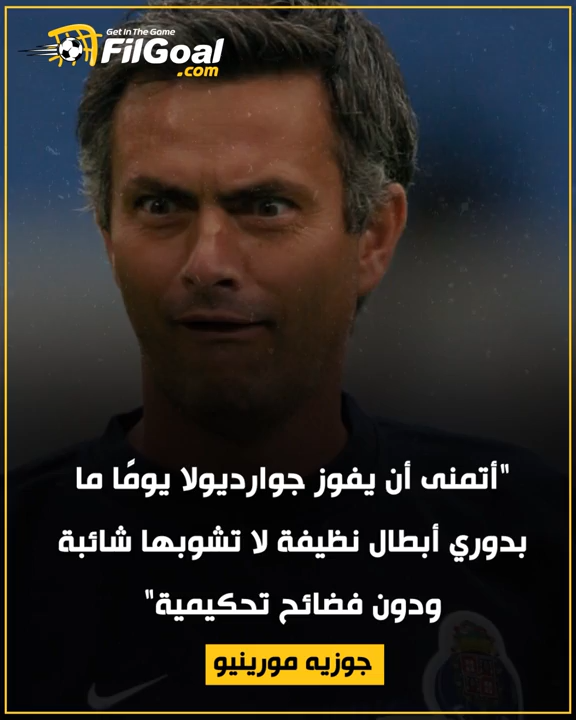 Get In The Game
FilGoal
.com
"أتمنى أن يفوز جوارديولا يومًا ما
بدوري أبطال نظيفة لا تشوبها شائبة
ودون فضائح تحكيمية"
جوزيه مورينيو